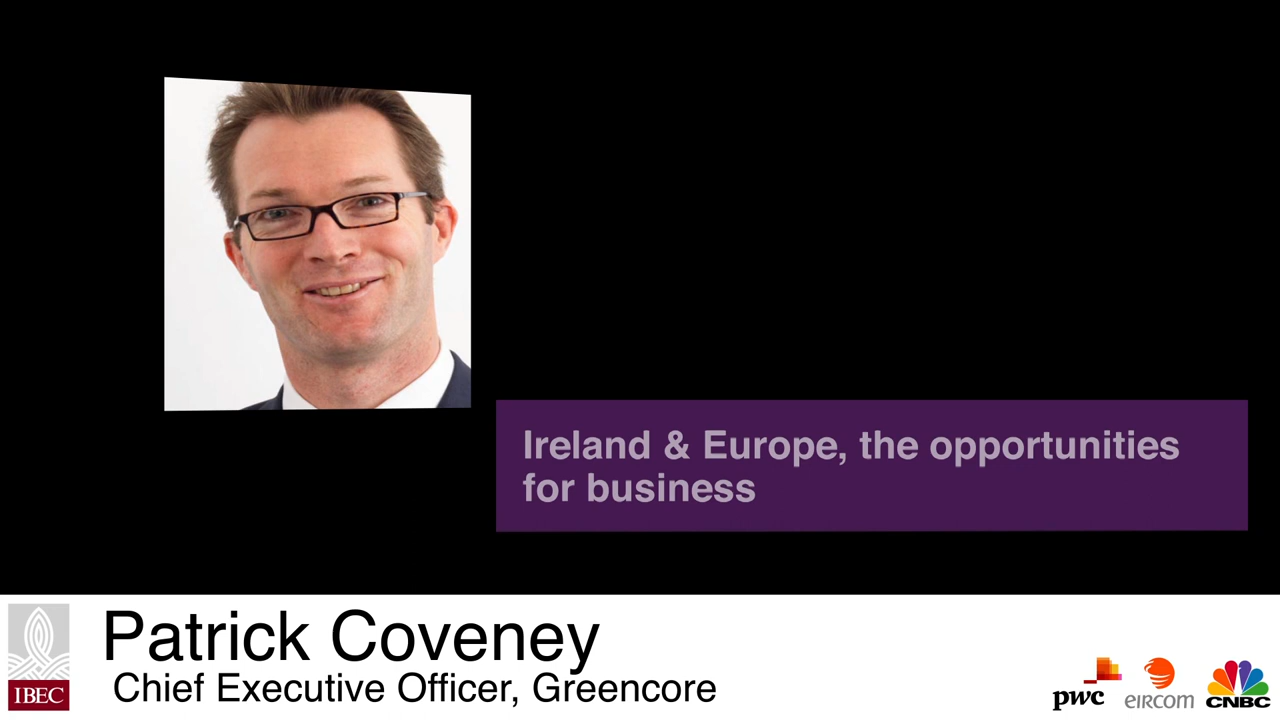 Ireland & Europe, the opportunities
for business
Patrick Coveney
Chief Executive Officer, Greencore
IBEC
pwc
eircom
CNBC